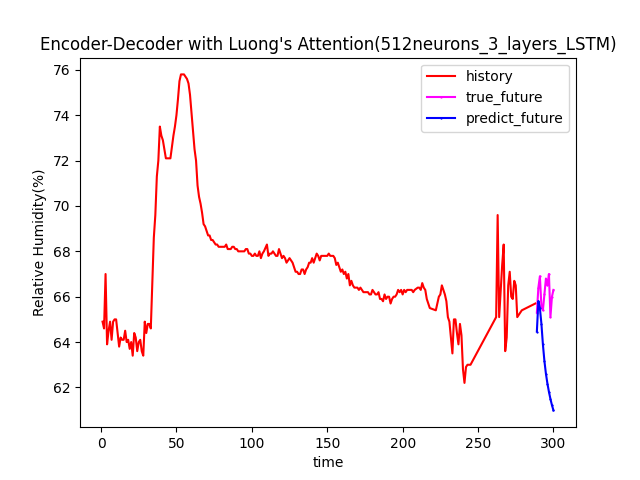 Encoder-Decoder with Luong's Attention(512neurons_3_layers_LSTM)
history
true_future
predict_future
Relative Humidity(%)
76
74
72
70
68
66
64
62
0 50 100 150 200 250 300
time